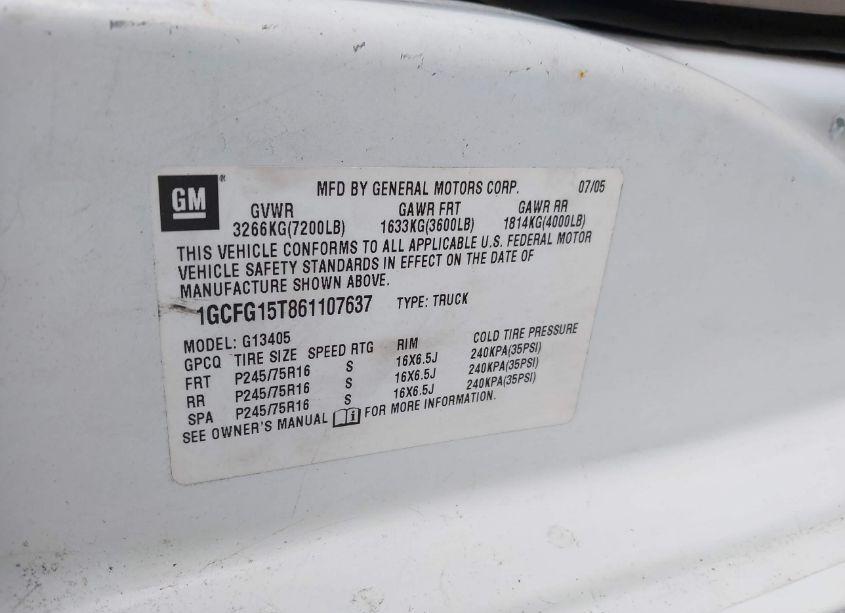 GM MFD BY GENERAL MOTORS CORP. 07/05
GVWR GAWR FRT GAWR RR
3266KG(7200LB) 1633KG(3600LB) 1814KG(4000LB)
THIS VEHICLE CONFORMS TO ALL APPLICABLE U.S. FEDERAL MOTOR
VEHICLE SAFETY STANDARDS IN EFFECT ON THE DATE OF
MANUFACTURE SHOWN ABOVE.
1GCFG15T861107637 TYPE: TRUCK
MODEL: G13405
GPCQ TIRE SIZE SPEED RTG RIM COLD TIRE PRESSURE
FRT P245/75R16 S 16X6.5J 240KPA(35PSI)
RR P245/75R16 S 16X6.5J 240KPA(35PSI)
SPA P245/75R16 S 16X6.5J 240KPA(35PSI)
SEE OWNER'S MANUAL FOR MORE INFORMATION.